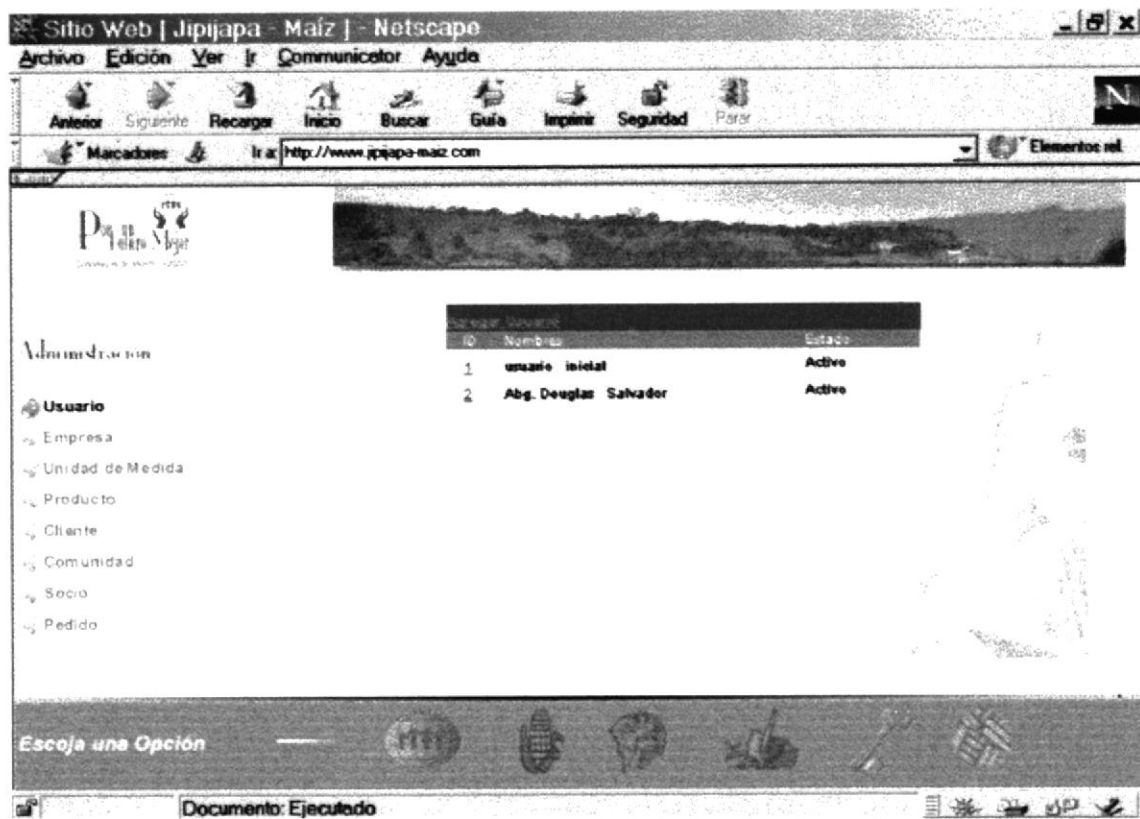 Sitio Web [ Jipijapa - Maíz ] - Netscape
Archivo Edición Ver Ir Communicator Ayuda
Anterior Siguiente Recargar Inicio Buscar Guía Imprimir Seguridad Parar
Marcadores Ir a: http://www.jipijapa-maiz.com Elementos rel.
Administración
Usuario
ID Nombres Estado
1 usuario inicial Activo
2 Abg. Douglas Salvador Activo
Usuario
Empresa
Unidad de Medida
Producto
Cliente
Comunidad
Socio
Pedido
Escoja una Opción
Documento: Ejecutado